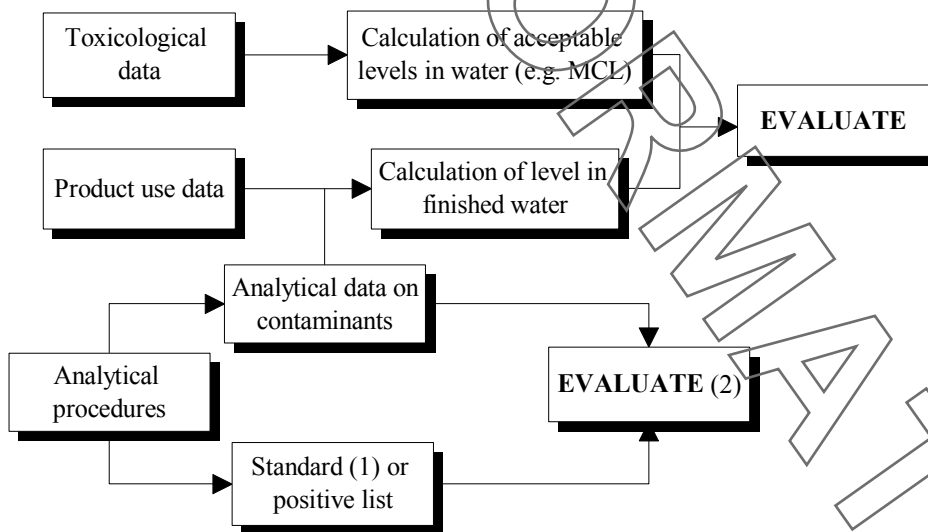 Toxicological
data
Calculation of acceptable
levels in water (e.g. MCL)
EVALUATE
Product use data
Calculation of level in
finished water
Analytical data on
contaminants
Analytical
procedures
EVALUATE (2)
Standard (1) or
positive list
ORMAT